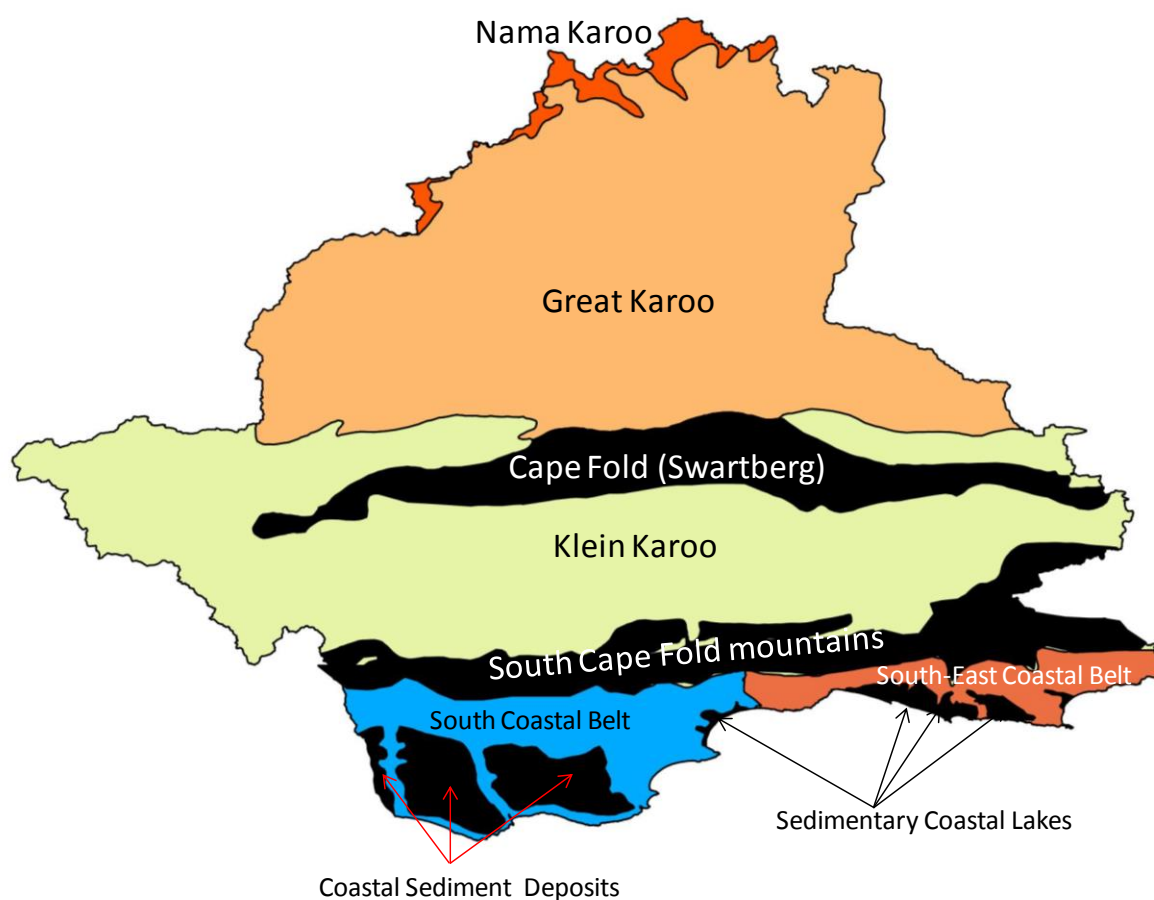 Nama Karoo
Great Karoo
Cape Fold (Swartberg)
Klein Karoo
South Cape Fold mountains
South-East Coastal Belt
South Coastal Belt
Sedimentary Coastal Lakes
Coastal Sediment Deposits